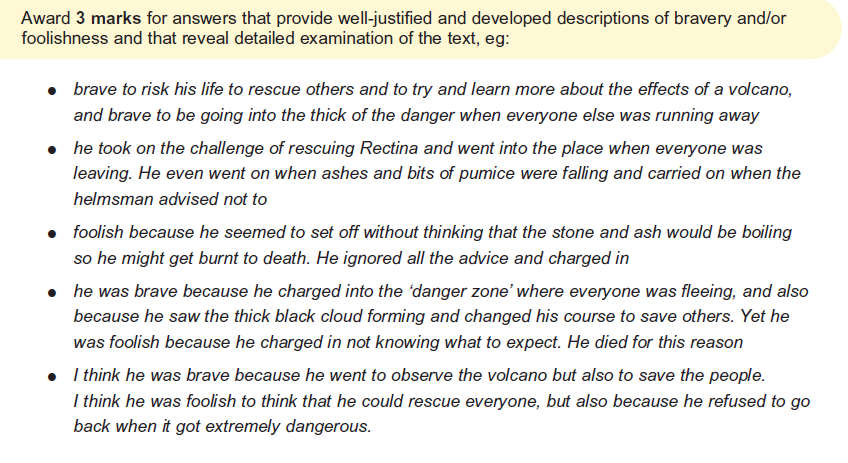 Award 3 marks for answers that provide well-justified and developed descriptions of bravery and/or
foolishness and that reveal detailed examination of the text, eg:
● brave to risk his life to rescue others and to try and learn more about the effects of a volcano,
and brave to be going into the thick of the danger when everyone else was running away
● he took on the challenge of rescuing Rectina and went into the place when everyone was
leaving. He even went on when ashes and bits of pumice were falling and carried on when the
helmsman advised not to
● foolish because he seemed to set off without thinking that the stone and ash would be boiling
so he might get burnt to death. He ignored all the advice and charged in
● he was brave because he charged into the ‘danger zone’ where everyone was fleeing, and also
because he saw the thick black cloud forming and changed his course to save others. Yet he
was foolish because he charged in not knowing what to expect. He died for this reason
● I think he was brave because he went to observe the volcano but also to save the people.
I think he was foolish to think that he could rescue everyone, but also because he refused to go
back when it got extremely dangerous.